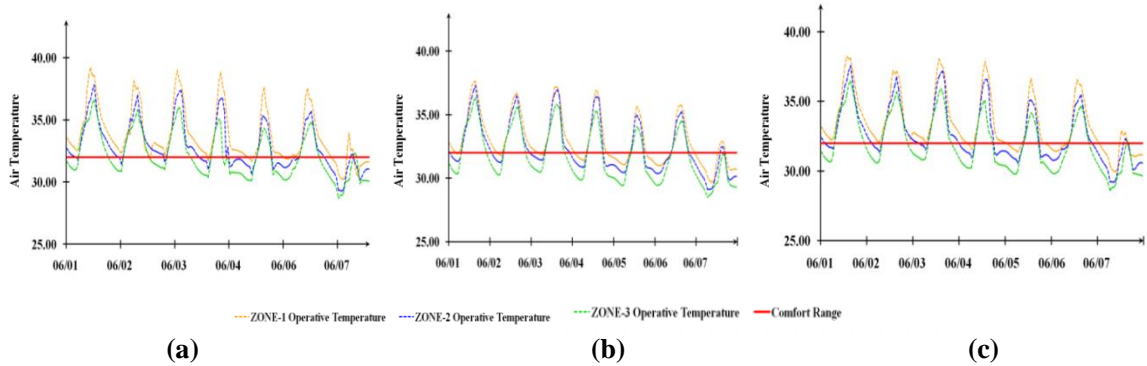 Air Temperature
40.00
35.00
30.00
25.00
06/01 06/02 06/03 06/04 06/06 06/07
Air Temperature
40.00
35.00
30.00
25.00
06/01 06/02 06/03 06/04 06/05 06/06 06/07
Air Temperature
40.00
35.00
30.00
25.00
06/01 06/02 06/03 06/04 06/05 06/06 06/07
ZONE-1 Operative Temperature ZONE-2 Operative Temperature ZONE-3 Operative Temperature Comfort Range
(a) (b) (c)